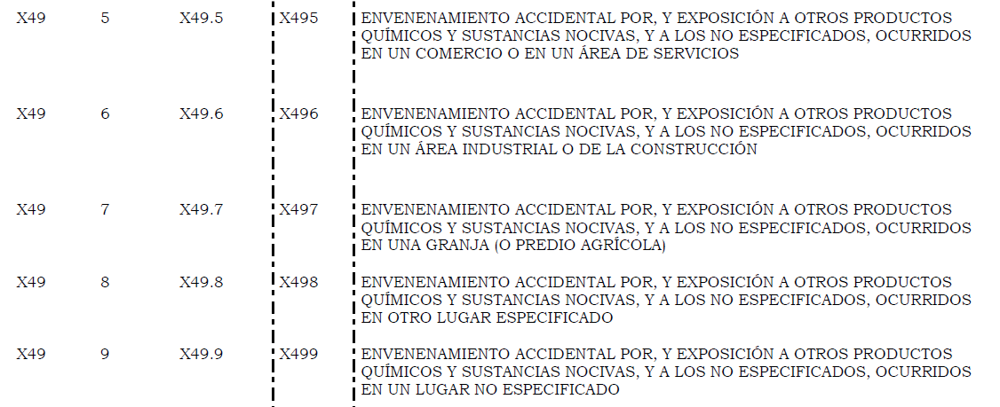 X49 5 X49.5 X495 ENVENENAMIENTO ACCIDENTAL POR, Y EXPOSICIÓN A OTROS PRODUCTOS
QUÍMICOS Y SUSTANCIAS NOCIVAS, Y A LOS NO ESPECIFICADOS, OCURRIDOS
EN UN COMERCIO O EN UN ÁREA DE SERVICIOS
X49 6 X49.6 X496 ENVENENAMIENTO ACCIDENTAL POR, Y EXPOSICIÓN A OTROS PRODUCTOS
QUÍMICOS Y SUSTANCIAS NOCIVAS, Y A LOS NO ESPECIFICADOS, OCURRIDOS
EN UN ÁREA INDUSTRIAL O DE LA CONSTRUCCIÓN
X49 7 X49.7 X497 ENVENENAMIENTO ACCIDENTAL POR, Y EXPOSICIÓN A OTROS PRODUCTOS
QUÍMICOS Y SUSTANCIAS NOCIVAS, Y A LOS NO ESPECIFICADOS, OCURRIDOS
EN UNA GRANJA (O PREDIO AGRÍCOLA)
X49 8 X49.8 X498 ENVENENAMIENTO ACCIDENTAL POR, Y EXPOSICIÓN A OTROS PRODUCTOS
QUÍMICOS Y SUSTANCIAS NOCIVAS, Y A LOS NO ESPECIFICADOS, OCURRIDOS
EN OTRO LUGAR ESPECIFICADO
X49 9 X49.9 X499 ENVENENAMIENTO ACCIDENTAL POR, Y EXPOSICIÓN A OTROS PRODUCTOS
QUÍMICOS Y SUSTANCIAS NOCIVAS, Y A LOS NO ESPECIFICADOS, OCURRIDOS
EN UN LUGAR NO ESPECIFICADO